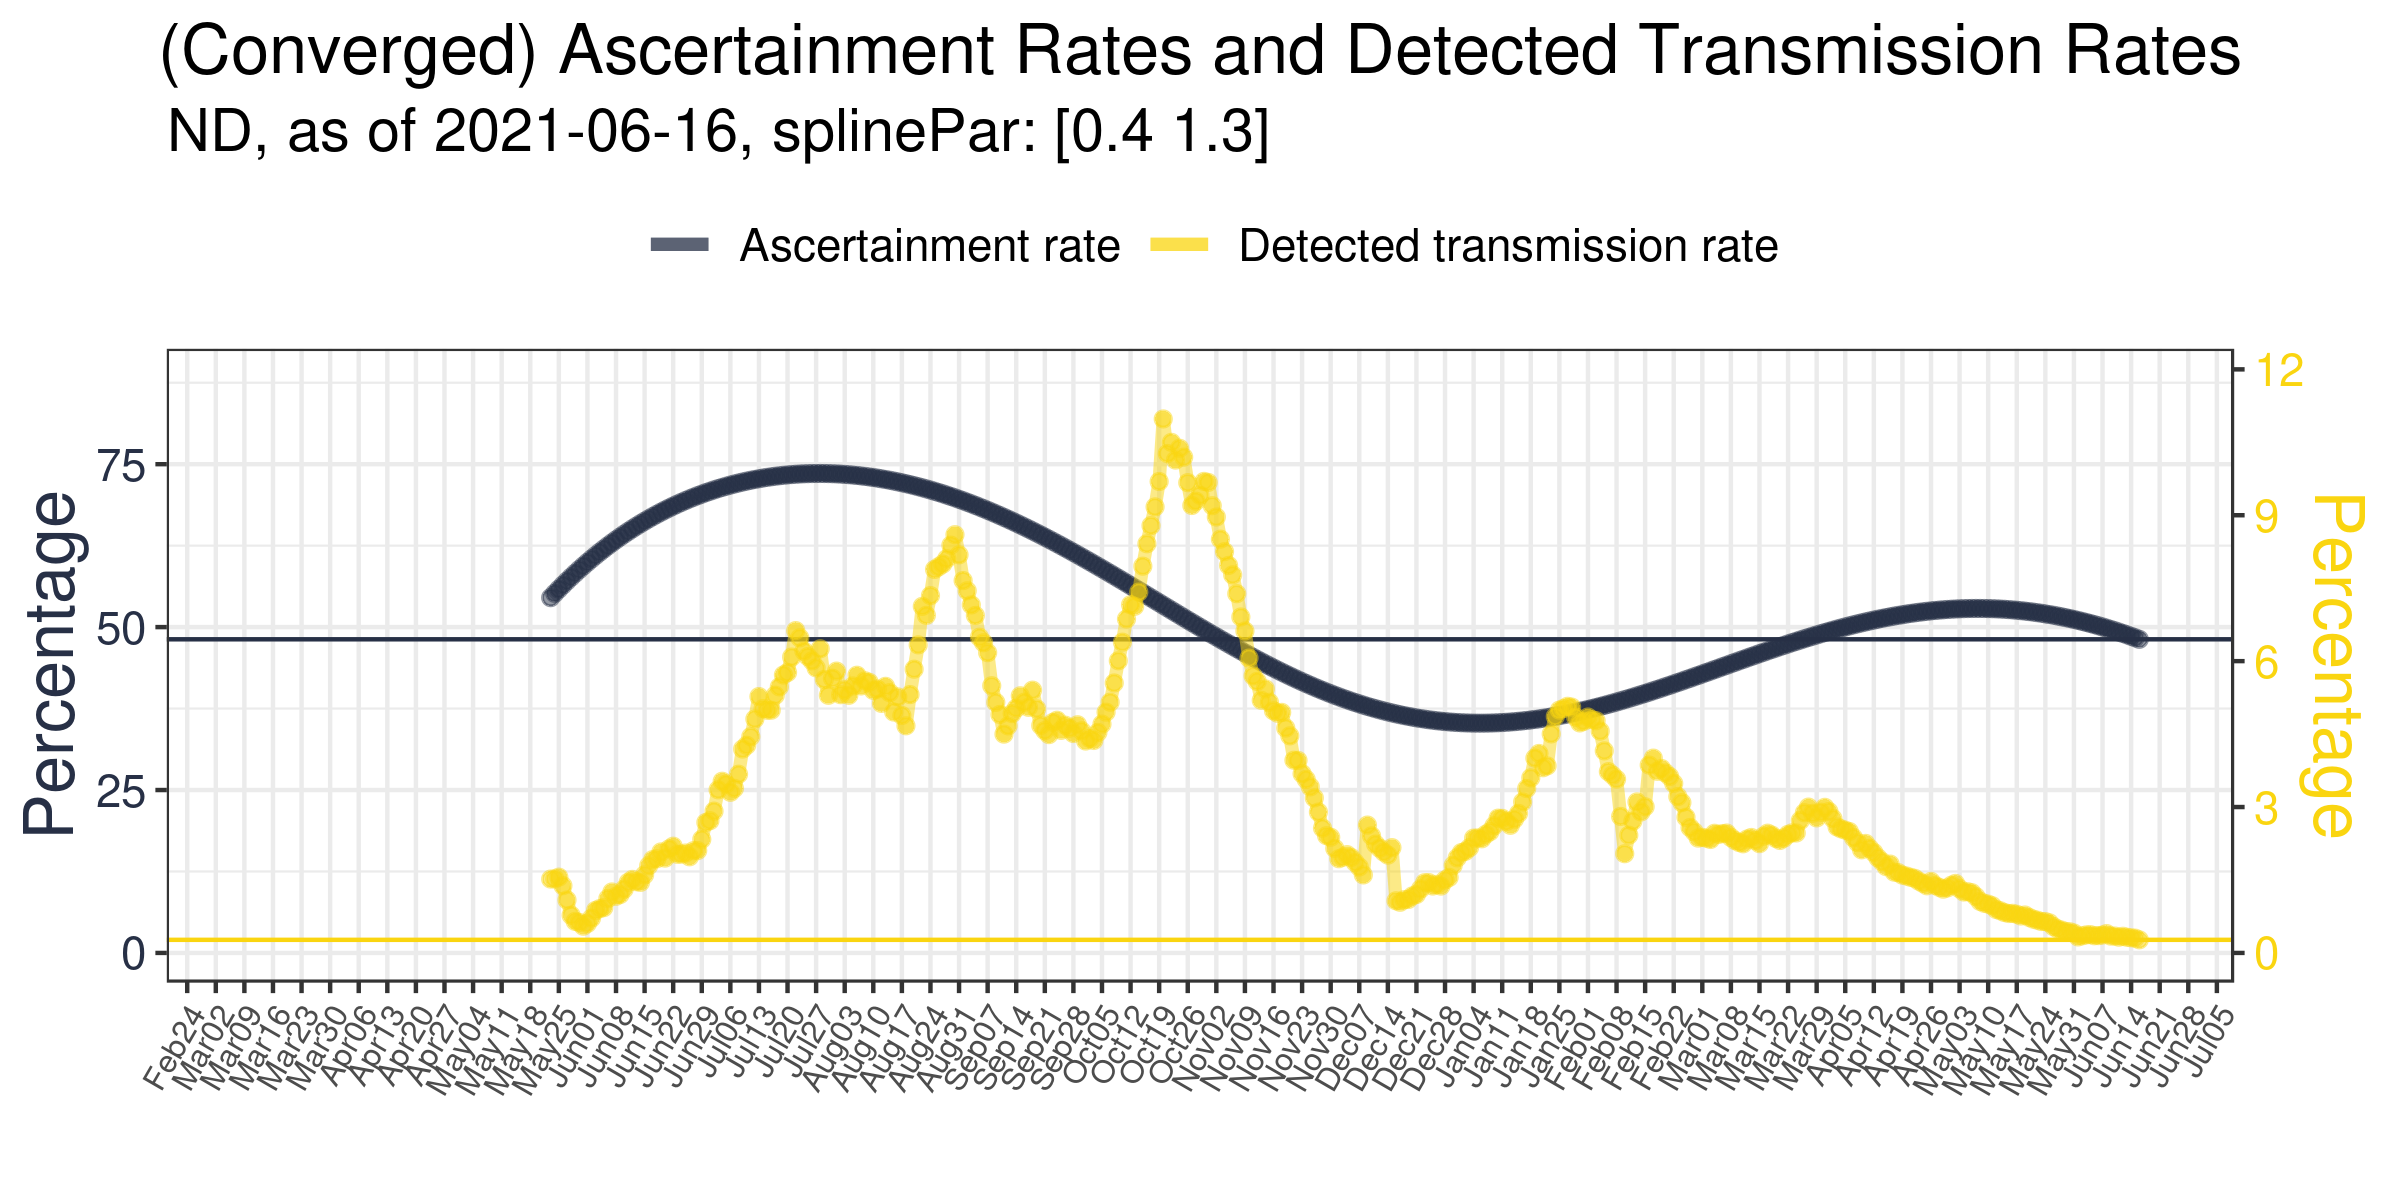 (Converged) Ascertainment Rates and Detected Transmission Rates
ND, as of 2021-06-16, splinePar: [0.4 1.3]
Ascertainment rate
Detected transmission rate
Percentage
75
50
25
0
12
9
6
3
0
Percentage
Feb24
Mar02
Mar09
Mar16
Mar23
Mar30
Apr06
Apr13
Apr20
Apr27
May04
May11
May18
May25
Jun01
Jun08
Jun15
Jun22
Jun29
Jul06
Jul13
Jul20
Jul27
Aug03
Aug10
Aug17
Aug24
Aug31
Sep07
Sep14
Sep21
Sep28
Oct05
Oct12
Oct19
Oct26
Nov02
Nov09
Nov16
Nov23
Nov30
Dec07
Dec14
Dec21
Dec28
Jan04
Jan11
Jan18
Jan25
Feb01
Feb08
Feb15
Feb22
Mar01
Mar08
Mar15
Mar22
Mar29
Apr05
Apr12
Apr19
Apr26
May03
May10
May17
May24
May31
Jun07
Jun14
Jun21
Jun28
Jul05